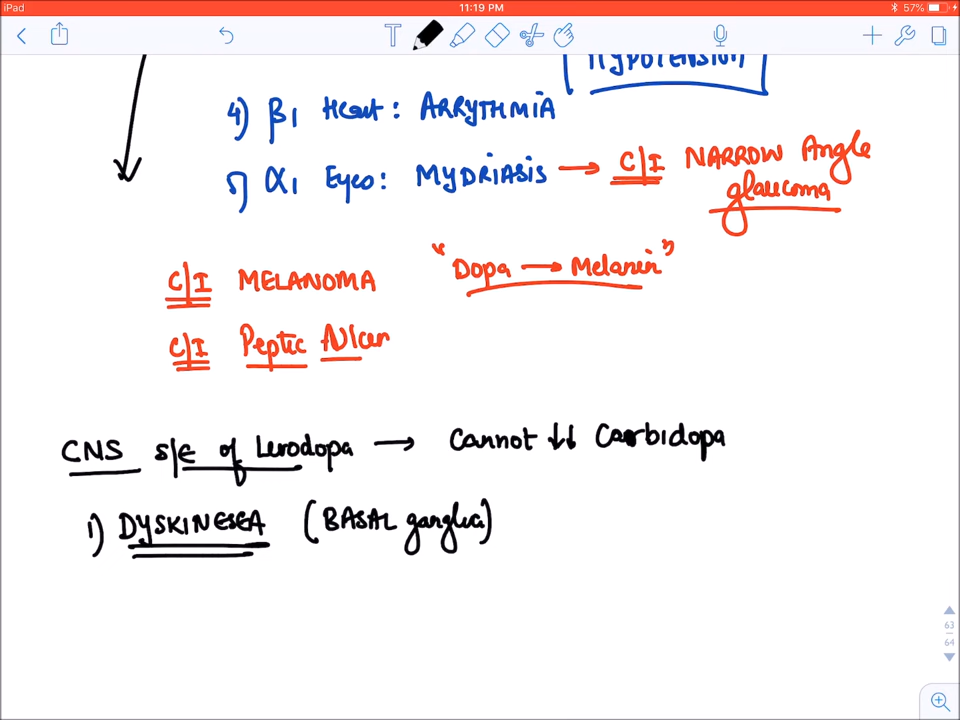 iPad 11:19 PM 57%
T
HYPOTENSION
4) β1 Heart : ARRYTHMIA
5) α1 Eyes : MYDRIASIS → C/I NARROW Angle
glaucoma
C/I MELANOMA "Dopa → Melanin"
C/I Peptic Ulcer
CNS s/e of Levodopa → Cannot ↓↓ Carbidopa
1) DYSKINESEA (BASAL ganglia)
63
64